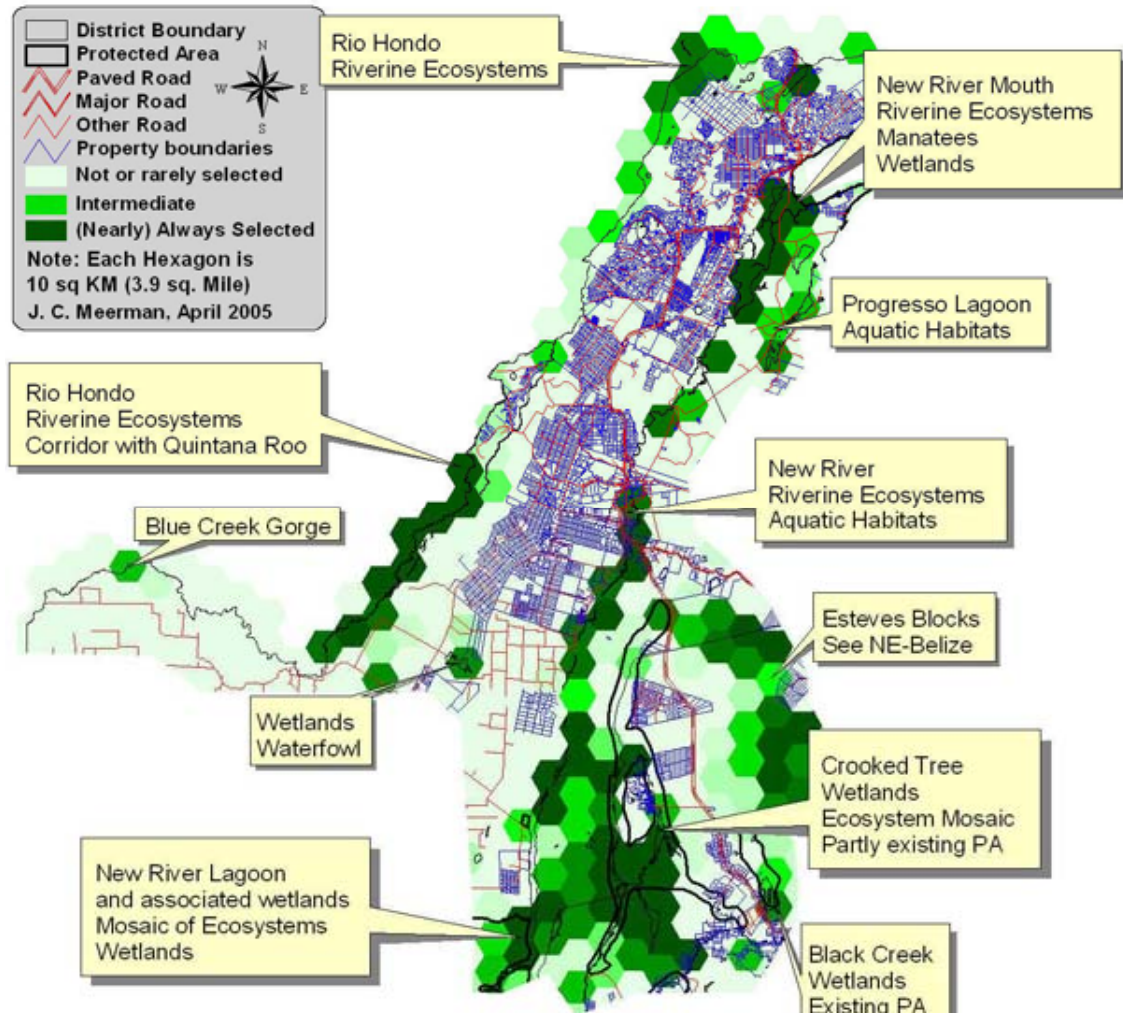 District Boundary
Protected Area
Paved Road
Major Road
Other Road
Property boundaries
Not or rarely selected
Intermediate
(Nearly) Always Selected
Note: Each Hexagon is
10 sq KM (3.9 sq. Mile)
J. C. Meerman, April 2005
N
W
E
S
Rio Hondo
Riverine Ecosystems
New River Mouth
Riverine Ecosystems
Manatees
Wetlands
Progresso Lagoon
Aquatic Habitats
Rio Hondo
Riverine Ecosystems
Corridor with Quintana Roo
New River
Riverine Ecosystems
Aquatic Habitats
Blue Creek Gorge
Esteves Blocks
See NE-Belize
Wetlands
Waterfowl
Crooked Tree
Wetlands
Ecosystem Mosaic
Partly existing PA
New River Lagoon
and associated wetlands
Mosaic of Ecosystems
Wetlands
Black Creek
Wetlands
Existing PA